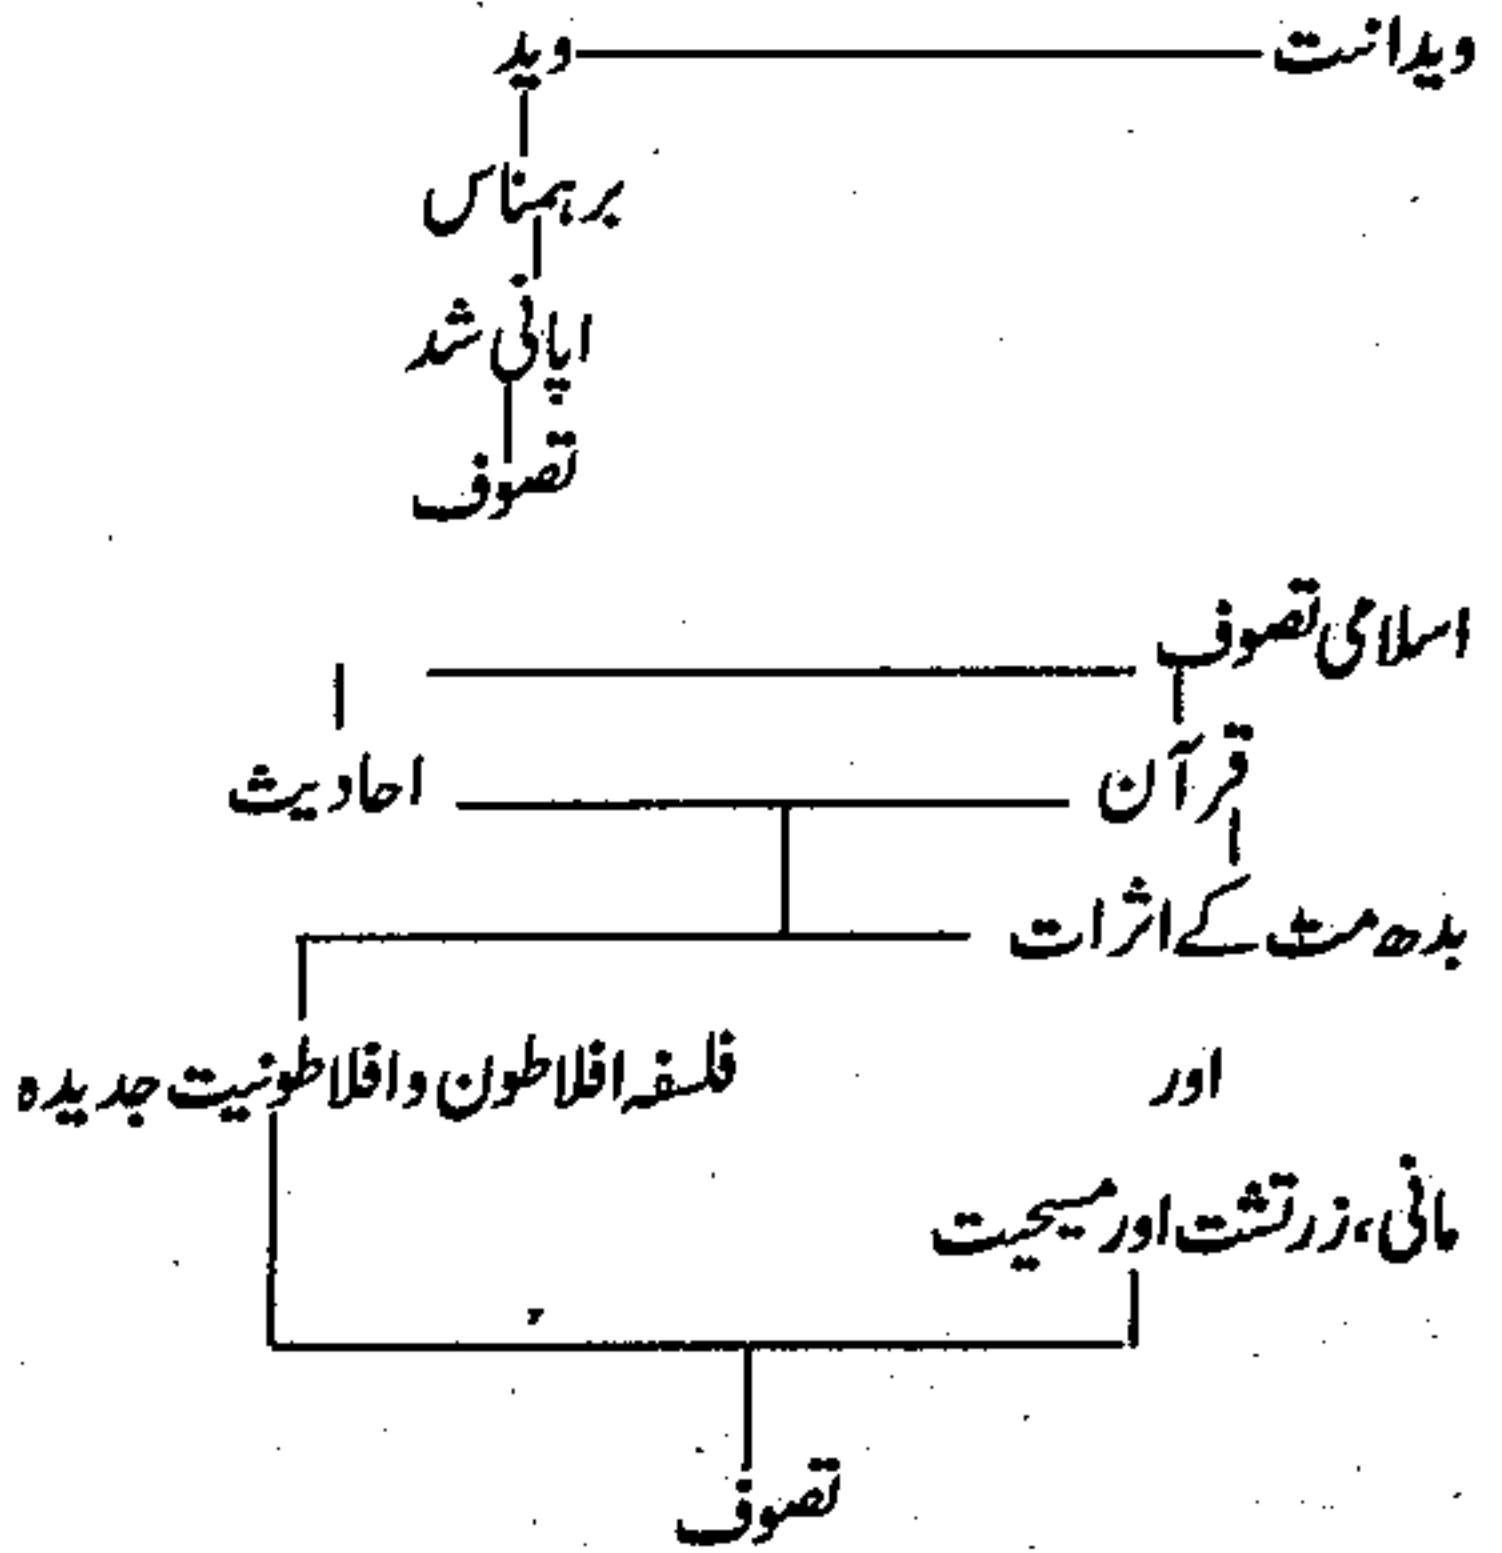 ویدانت وید
برہمناس
اپانی شد
تصوف
اسلامی تصوف
قرآن احادیث
بدھ مت کے اثرات
اور فلسفہ افلاطون و افلاطونیت جدیدہ
مانی، زرتشت اور مسیحیت
تصوف